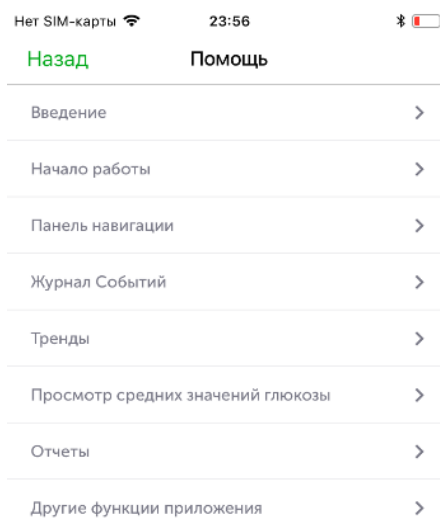 Нет SIM-карты 23:56
Назад Помощь
Введение
Начало работы
Панель навигации
Журнал Событий
Тренды
Просмотр средних значений глюкозы
Отчеты
Другие функции приложения